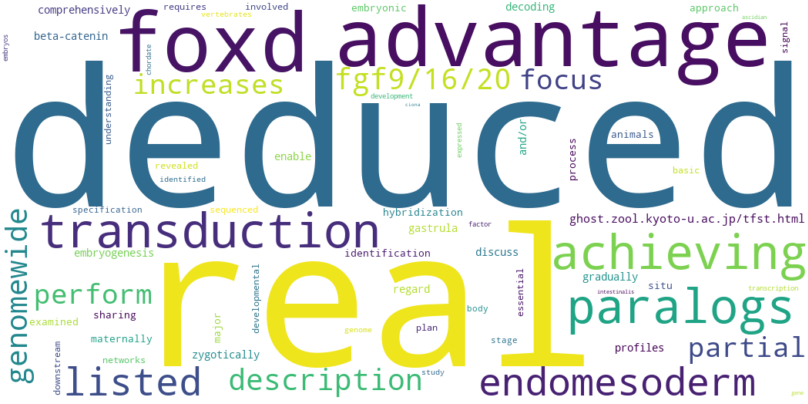 embryos
comprehensively
requires
involved
vertebrates
embryonic
decoding
approach
ascidian
signal
beta-catenin
chordate
foxd
advantage
increases
fgf9/16/20
focus
development
ciona
understanding
deduced
revealed
identified
enable
expressed
and/or
process
animals
basic
specification
sequenced
hybridization
ghost.zool.kyoto-u.ac.jp/tfst.html
genomewide
transduction
gastrula
factor
embryogenesis
identification
discuss
achieving
real
developmental
regard
essential
gradually
situ
transcription
perform
sharing
intestinalis
paralogs
examined
major
body
plan
stage
maternally
genome
networks
zygotically
profiles
partial
downstream
listed
description
study
endomesoderm
gene